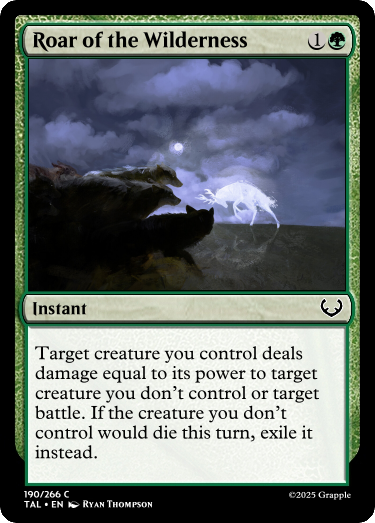 Roar of the Wilderness 1
Instant
Target creature you control deals
damage equal to its power to target
creature you don't control or target
battle. If the creature you don't
control would die this turn, exile it
instead.
190/266 C
TAL • EN Ryan Thompson
©2025 Grapple